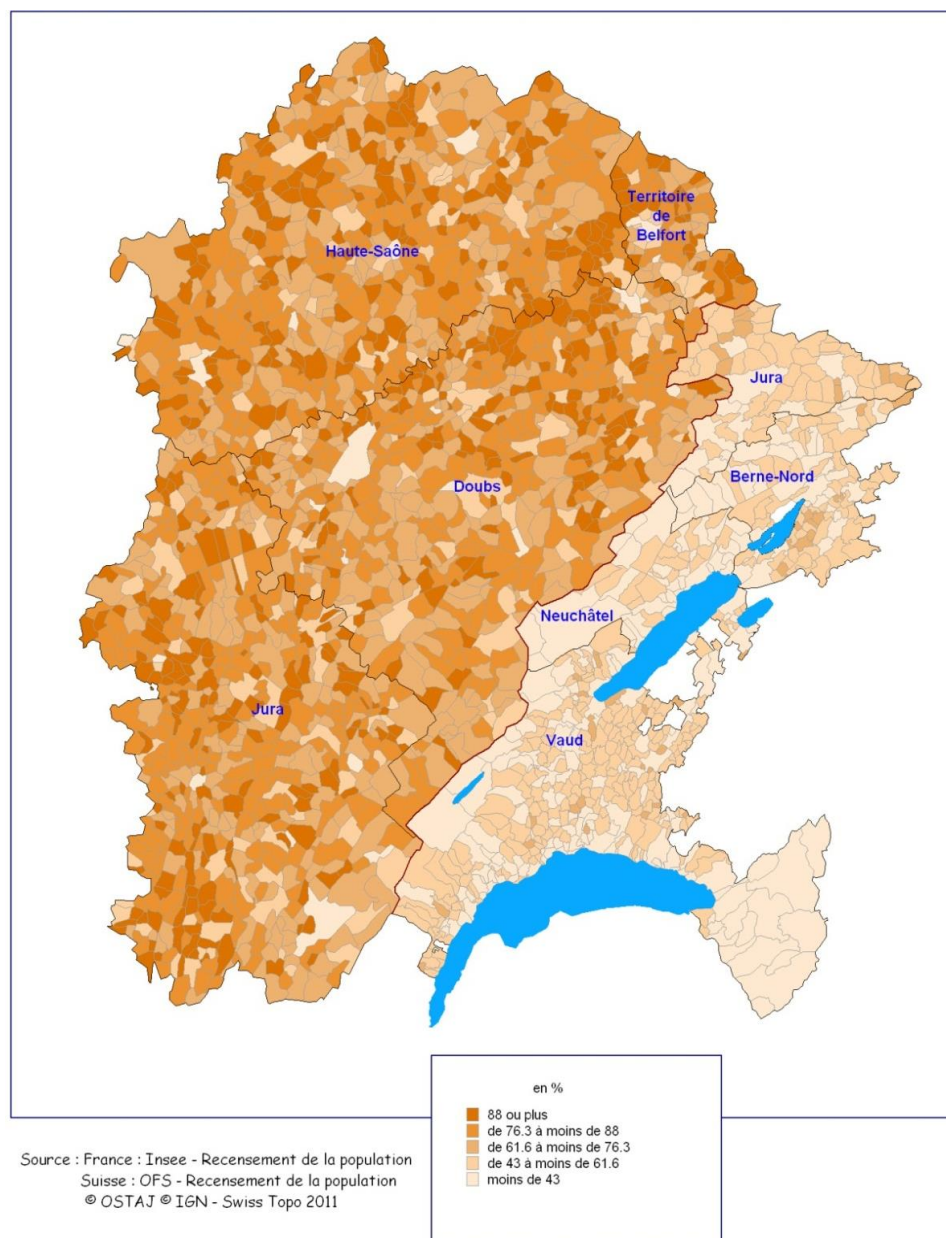 Territoire
de
Belfort
Haute-Saône
Jura
Doubs
Berne-Nord
Neuchâtel
Jura
Vaud
en %
88 ou plus
de 76.3 à moins de 88
de 61.6 à moins de 76.3
de 43 à moins de 61.6
moins de 43
Source : France : Insee - Recensement de la population
Suisse : OFS - Recensement de la population
© OSTAJ © IGN - Swiss Topo 2011